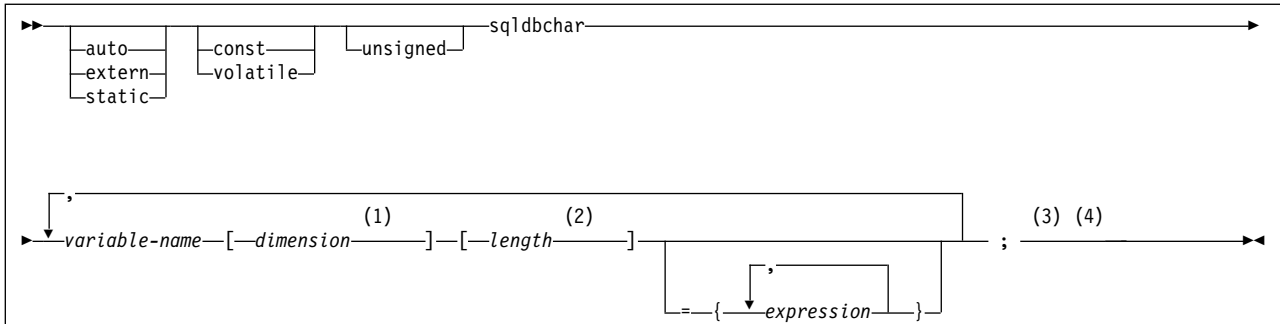 sqldbchar
auto const unsigned
extern volatile
static
,
(1) (2) (3) (4)
variable-name [ dimension ] [ length ] ;
,
= { expression }